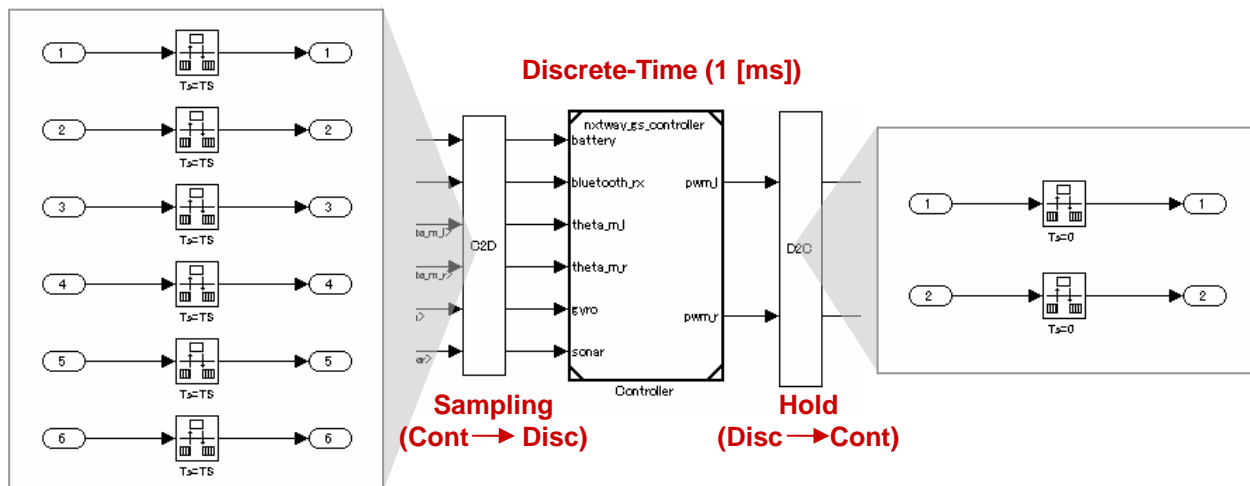 1 1
Ts=TS
2 2
Ts=TS
3 3
Ts=TS
4 4
Ts=TS
5 5
Ts=TS
6 6
Ts=TS
Discrete-Time (1 [ms])
C2D
nxtway_gs_controller
battery
bluetooth_rx
theta_m_l
theta_m_r
gyro
sonar
pwm_l
pwm_r
Controller
D2C
ta_m_l>
ta_m_r>
Sampling
(Cont → Disc)
Hold
(Disc → Cont)
1 1
Ts=0
2 2
Ts=0